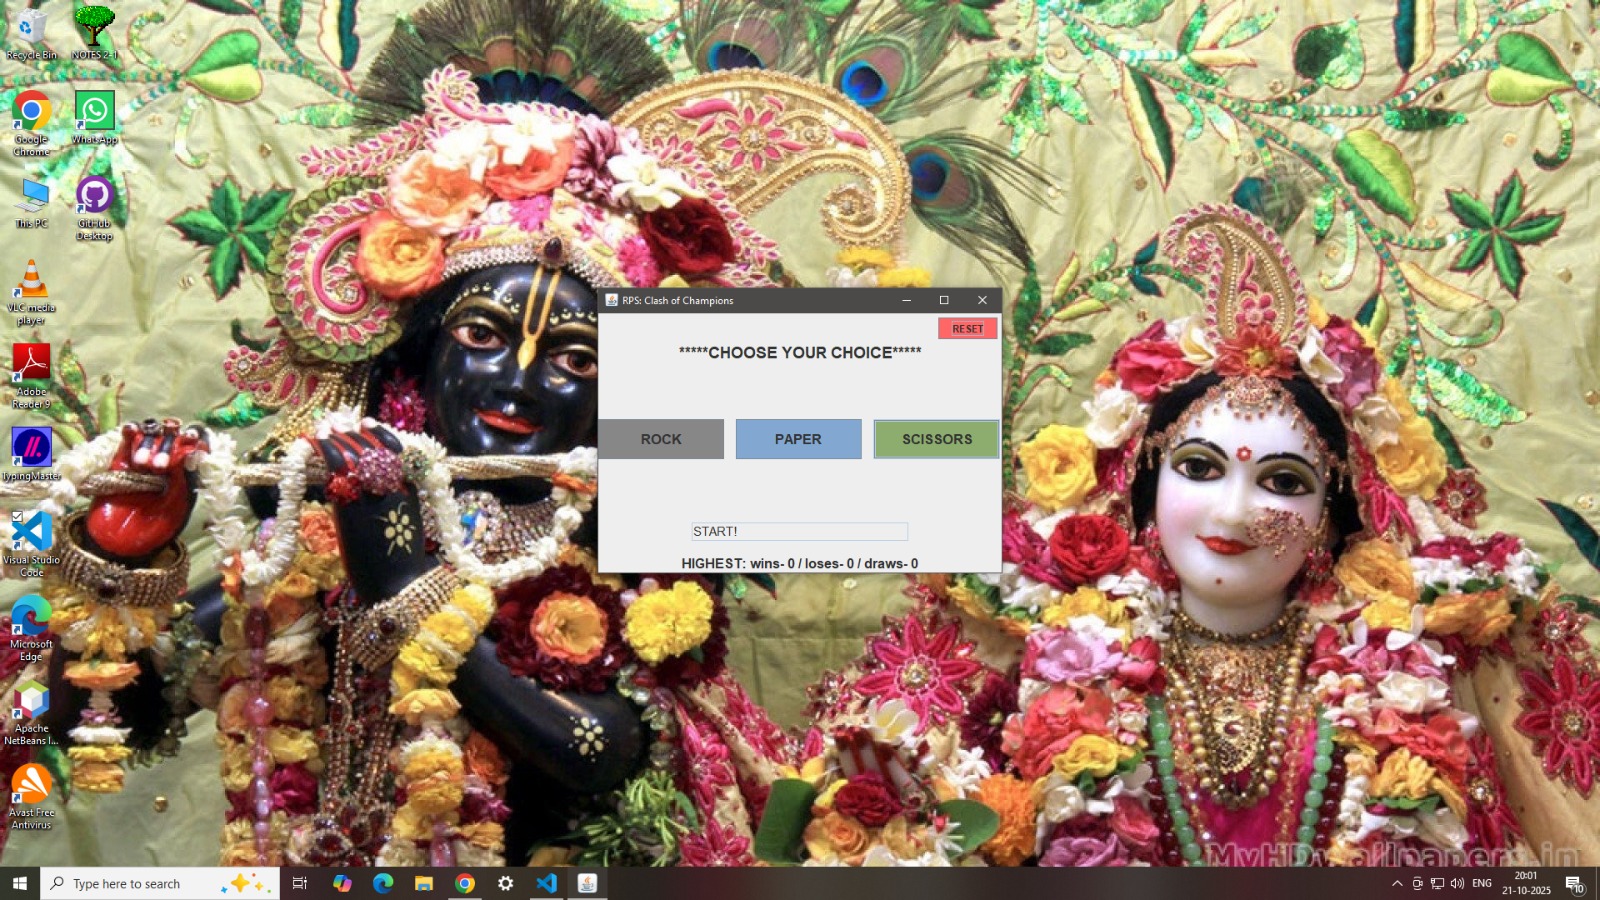 Recycle Bin
NOTES 2-1
Google
Chrome
WhatsApp
This PC
GitHub
Desktop
VLC media
player
Adobe
Reader 9
TypingMaster
Visual Studio
Code
Microsoft
Edge
Apache
NetBeans I...
Avast Free
Antivirus
RPS: Clash of Champions
RESET
*****CHOOSE YOUR CHOICE*****
ROCK
PAPER
SCISSORS
START!
HIGHEST: wins- 0 / loses- 0 / draws- 0
MyHDwallpapers.in
Type here to search
ENG
20:01
21-10-2025
10